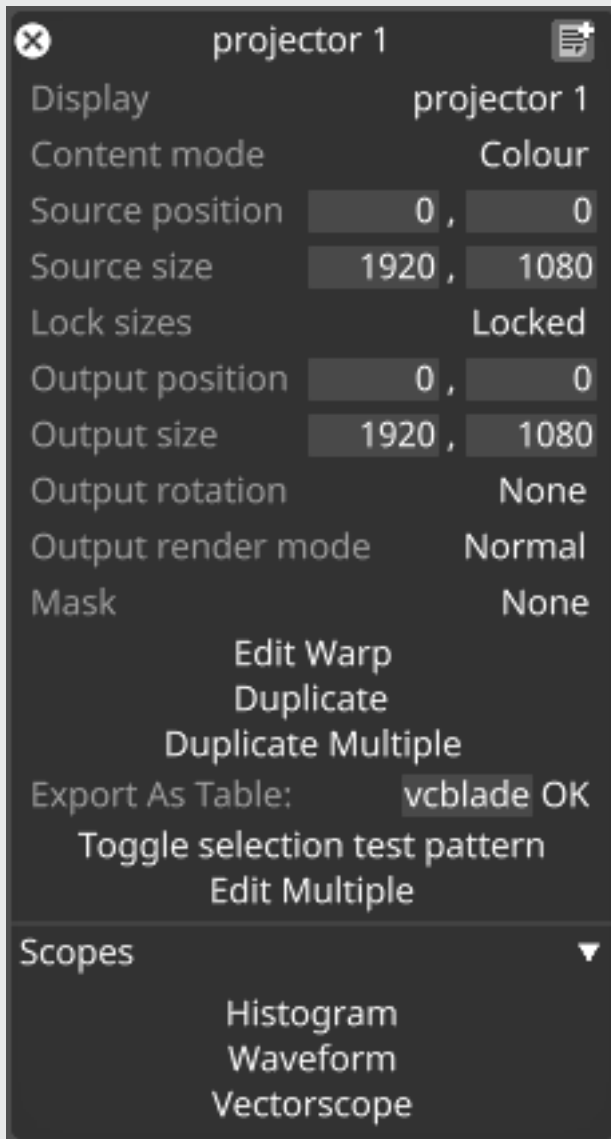 projector 1
Display projector 1
Content mode Colour
Source position 0 , 0
Source size 1920 , 1080
Lock sizes Locked
Output position 0 , 0
Output size 1920 , 1080
Output rotation None
Output render mode Normal
Mask None
Edit Warp
Duplicate
Duplicate Multiple
Export As Table: vcblade OK
Toggle selection test pattern
Edit Multiple
Scopes
Histogram
Waveform
Vectorscope